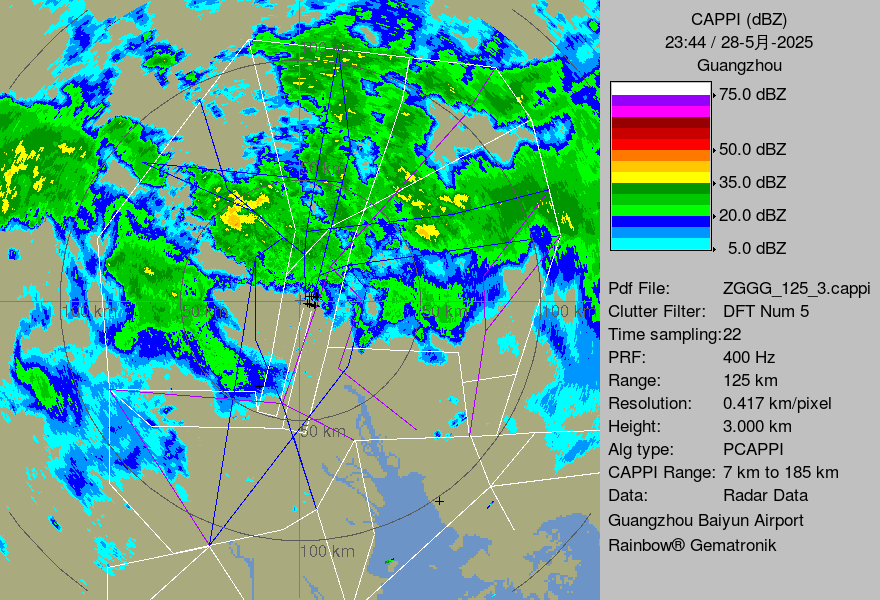 CAPPI (dBZ)
23:44 / 28-5月-2025
Guangzhou
75.0 dBZ
50.0 dBZ
35.0 dBZ
20.0 dBZ
5.0 dBZ
Pdf File: ZGGG_125_3.cappi
Clutter Filter: DFT Num 5
Time sampling:22
PRF: 400 Hz
Range: 125 km
Resolution: 0.417 km/pixel
Height: 3.000 km
Alg type: PCAPPI
CAPPI Range: 7 km to 185 km
Data: Radar Data
Guangzhou Baiyun Airport
Rainbow® Gematronik
100 km
50 km
50 km
100 km
50 km
100 km